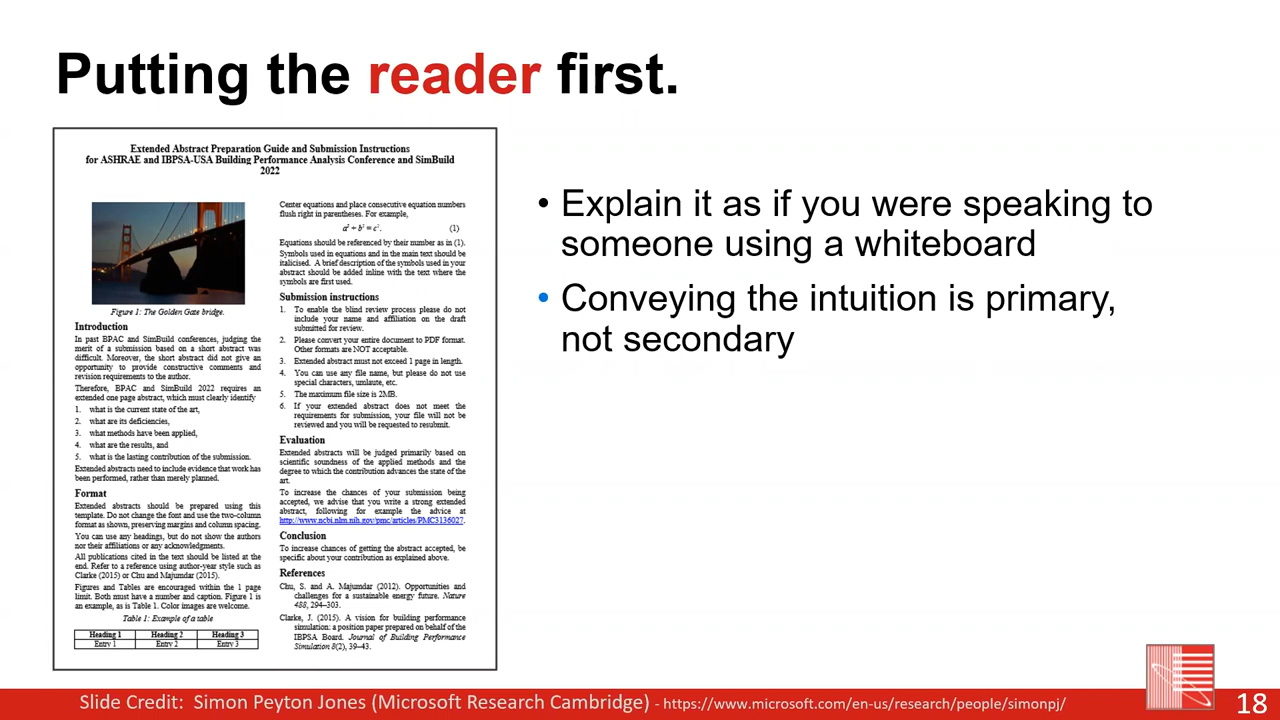 Putting the reader first.
Extended Abstract Preparation Guide and Submission Instructions
for ASHRAE and IBPSA-USA Building Performance Analysis Conference and SimBuild
2022
Figure 1: The Golden Gate bridge.
Introduction
In past BPAC and SimBuild conferences, judging the
merit of a submission based on a short abstract was
difficult. Moreover, the short abstract did not give an
opportunity to provide constructive comments and
revision requirements to the author.
Therefore, BPAC and SimBuild 2022 requires an
extended one page abstract, which must clearly identify
1. what is the current state of the art,
2. what are its deficiencies,
3. what methods have been applied,
4. what are the results, and
5. what is the lasting contribution of the submission.
Extended abstracts need to include evidence that work has
been performed, rather than merely planned.
Format
Extended abstracts should be prepared using this
template. Do not change the font and use the two-column
format as shown, preserving margins and column spacing.
You can use any headings, but do not show the authors
nor their affiliations or any acknowledgments.
All publications cited in the text should be listed at the
end. Refer to a reference using author-year style such as
Clarke (2015) or Chu and Majumdar (2015).
Figures and Tables are encouraged within the 1 page
limit. Both must have a number and caption. Figure 1 is
an example, as is Table 1. Color images are welcome.
Table 1: Example of a table
Heading 1 Heading 2 Heading 3
Entry 1 Entry 2 Entry 3
Center equations and place consecutive equation numbers
flush right in parentheses. For example,
a² + b² = c². (1)
Equations should be referenced by their number as in (1).
Symbols used in equations and in the main text should be
italicised. A brief description of the symbols used in your
abstract should be added inline with the text where the
symbols are first used.
Submission instructions
1. To enable the blind review process please do not
include your name and affiliation on the draft
submitted for review.
2. Please convert your entire document to PDF format.
Other formats are NOT acceptable.
3. Extended abstract must not exceed 1 page in length.
4. You can use any file name, but please do not use
special characters, umlaute, etc.
5. The maximum file size is 2MB.
6. If your extended abstract does not meet the
requirements for submission, your file will not be
reviewed and you will be requested to resubmit.
Evaluation
Extended abstracts will be judged primarily based on
scientific soundness of the applied methods and the
degree to which the contribution advances the state of the
art.
To increase the chances of your submission being
accepted, we advise that you write a strong extended
abstract, following for example the advice at
http://www.ncbi.nlm.nih.gov/pmc/articles/PMC3136027.
Conclusion
To increase chances of getting the abstract accepted, be
specific about your contribution as explained above.
References
Chu, S. and A. Majumdar (2012). Opportunities and
challenges for a sustainable energy future. Nature
488, 294–303.
Clarke, J. (2015). A vision for building performance
simulation: a position paper prepared on behalf of the
IBPSA Board. Journal of Building Performance
Simulation 8(2), 39–43.
• Explain it as if you were speaking to
someone using a whiteboard
• Conveying the intuition is primary,
not secondary
Slide Credit: Simon Peyton Jones (Microsoft Research Cambridge) - https://www.microsoft.com/en-us/research/people/simonpj/
18